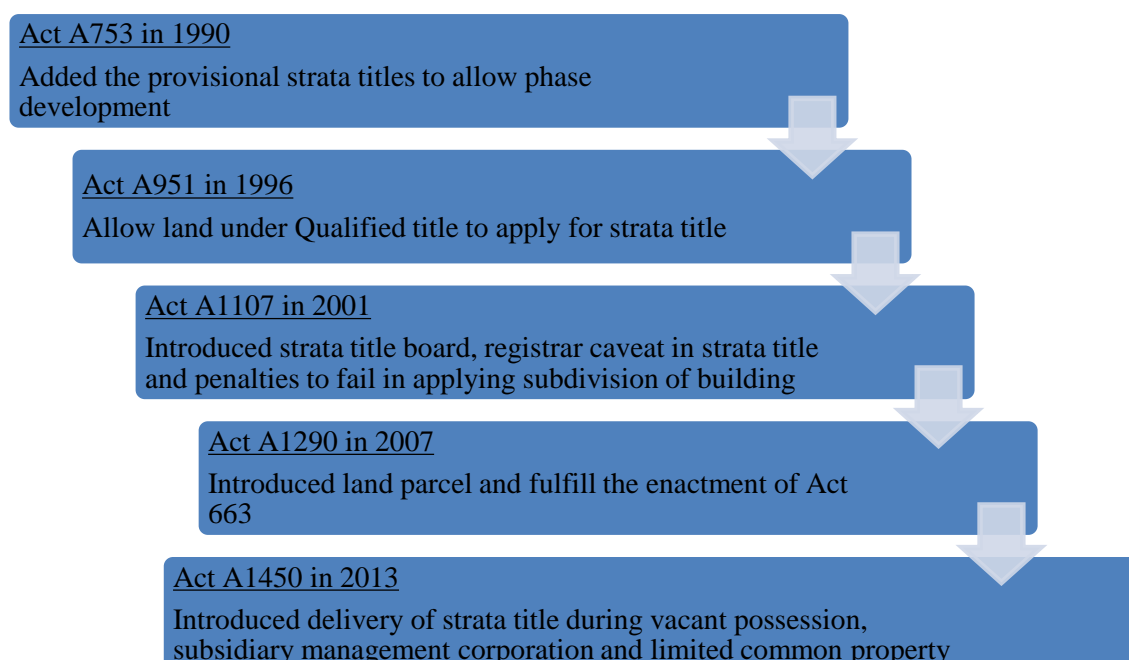 Act A753 in 1990
Added the provisional strata titles to allow phase
development
Act A951 in 1996
Allow land under Qualified title to apply for strata title
Act A1107 in 2001
Introduced strata title board, registrar caveat in strata title
and penalties to fail in applying subdivision of building
Act A1290 in 2007
Introduced land parcel and fulfill the enactment of Act
663
Act A1450 in 2013
Introduced delivery of strata title during vacant possession,
subsidiary management corporation and limited common property